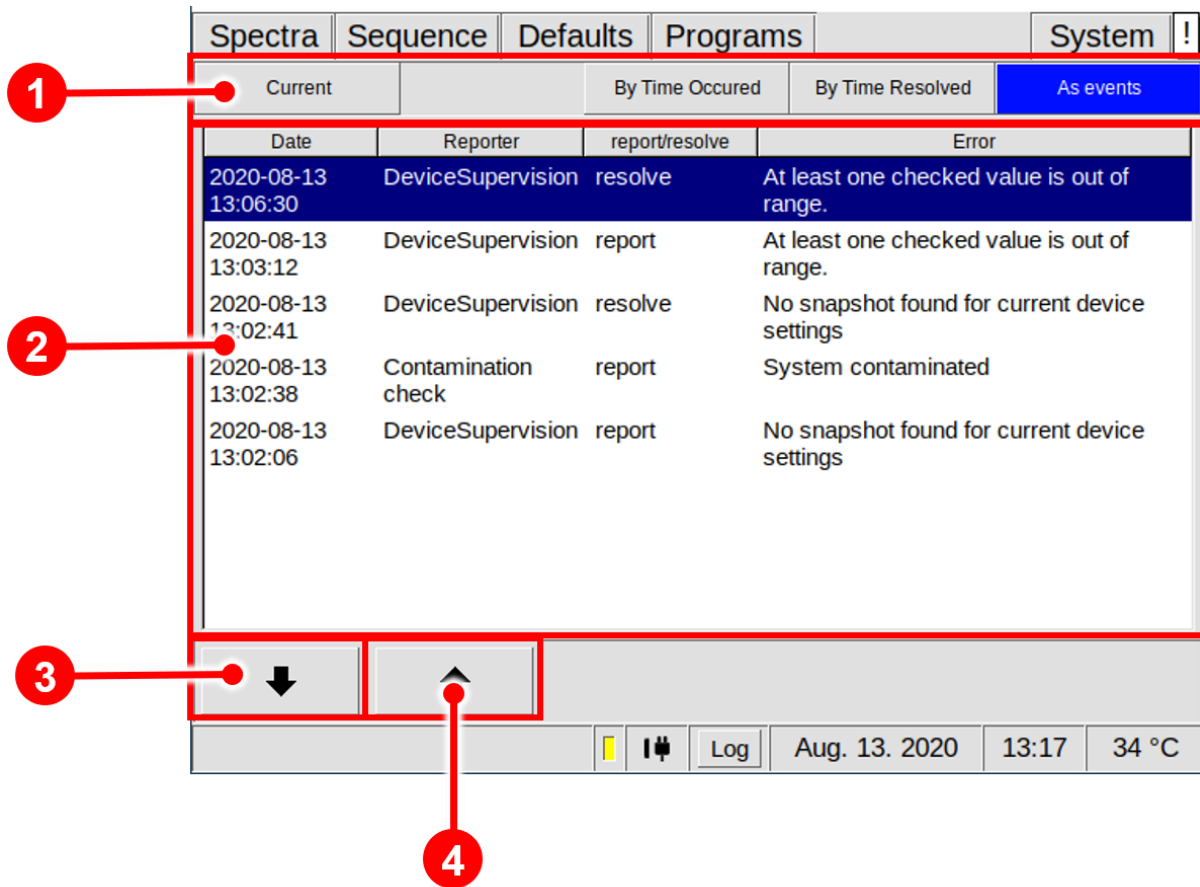 Spectra Sequence Defaults Programs System !
1 Current By Time Occured By Time Resolved As events
Date Reporter report/resolve Error
2020-08-13 DeviceSupervision resolve At least one checked value is out of
13:06:30 range.
2020-08-13 DeviceSupervision report At least one checked value is out of
13:03:12 range.
2020-08-13 DeviceSupervision resolve No snapshot found for current device
13:02:41 settings
2
2020-08-13 Contamination report System contaminated
13:02:38 check
2020-08-13 DeviceSupervision report No snapshot found for current device
13:02:06 settings
3
Log Aug. 13. 2020 13:17 34 °C
4